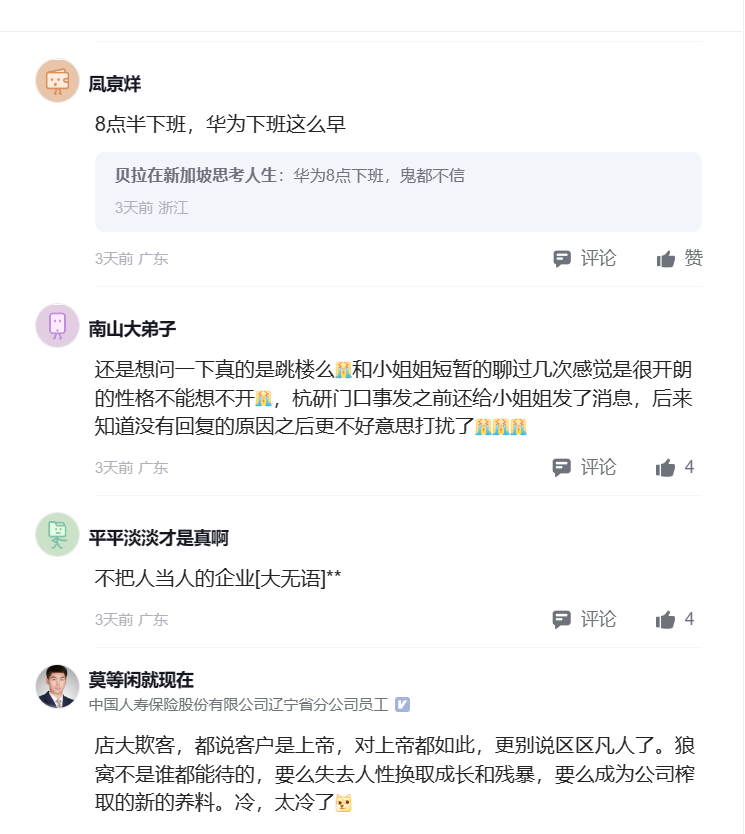 凬亰烊
8点半下班，华为下班这么早
贝拉在新加坡思考人生：华为8点下班，鬼都不信
3天前 浙江
3天前 广东
评论
赞
南山大弟子
还是想问一下真的是跳楼么😭和小姐姐短暂的聊过几次感觉是很开朗
的性格不能想不开😭，杭研门口事发之前还给小姐姐发了消息，后来
知道没有回复的原因之后更不好意思打扰了😭😭😭
3天前 广东
评论
4
平平淡淡才是真啊
不把人当人的企业[大无语]**
3天前 广东
评论
4
莫等闲就现在
中国人寿保险股份有限公司辽宁省分公司员工
店大欺客，都说客户是上帝，对上帝都如此，更别说区区凡人了。狼
窝不是谁都能待的，要么失去人性换取成长和残暴，要么成为公司榨
取的新的养料。冷，太冷了